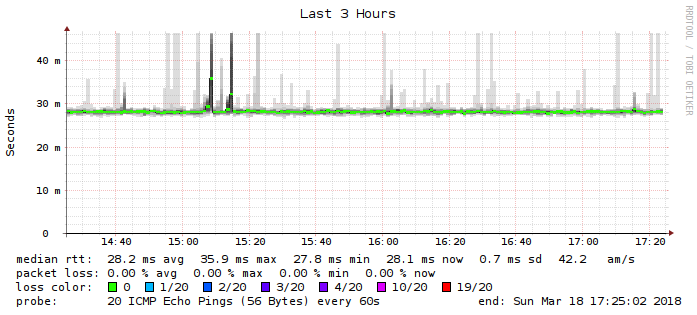 Last 3 Hours
RRDTOOL / TOBI OETIKER
Seconds
40 m
30 m
20 m
10 m
0
14:40 15:00 15:20 15:40 16:00 16:20 16:40 17:00 17:20
median rtt: 28.2 ms avg 35.9 ms max 27.8 ms min 28.1 ms now 0.7 ms sd 42.2 am/s
packet loss: 0.00 % avg 0.00 % max 0.00 % min 0.00 % now
loss color: 0 1/20 2/20 3/20 4/20 10/20 19/20
probe: 20 ICMP Echo Pings (56 Bytes) every 60s end: Sun Mar 18 17:25:02 2018